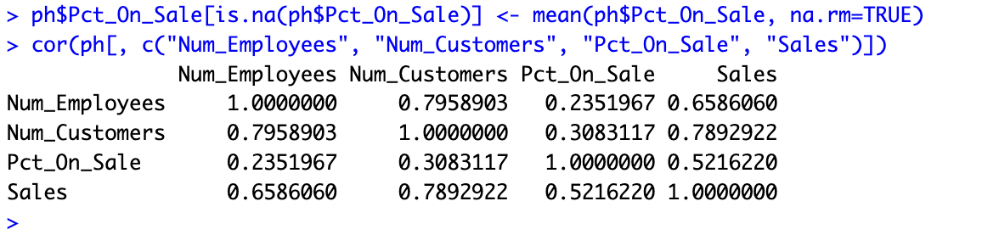 > ph$Pct_On_Sale[is.na(ph$Pct_On_Sale)] <- mean(ph$Pct_On_Sale, na.rm=TRUE)
> cor(ph[, c("Num_Employees", "Num_Customers", "Pct_On_Sale", "Sales")])
              Num_Employees Num_Customers Pct_On_Sale     Sales
Num_Employees     1.0000000     0.7958903   0.2351967 0.6586060
Num_Customers     0.7958903     1.0000000   0.3083117 0.7892922
Pct_On_Sale       0.2351967     0.3083117   1.0000000 0.5216220
Sales             0.6586060     0.7892922   0.5216220 1.0000000
>